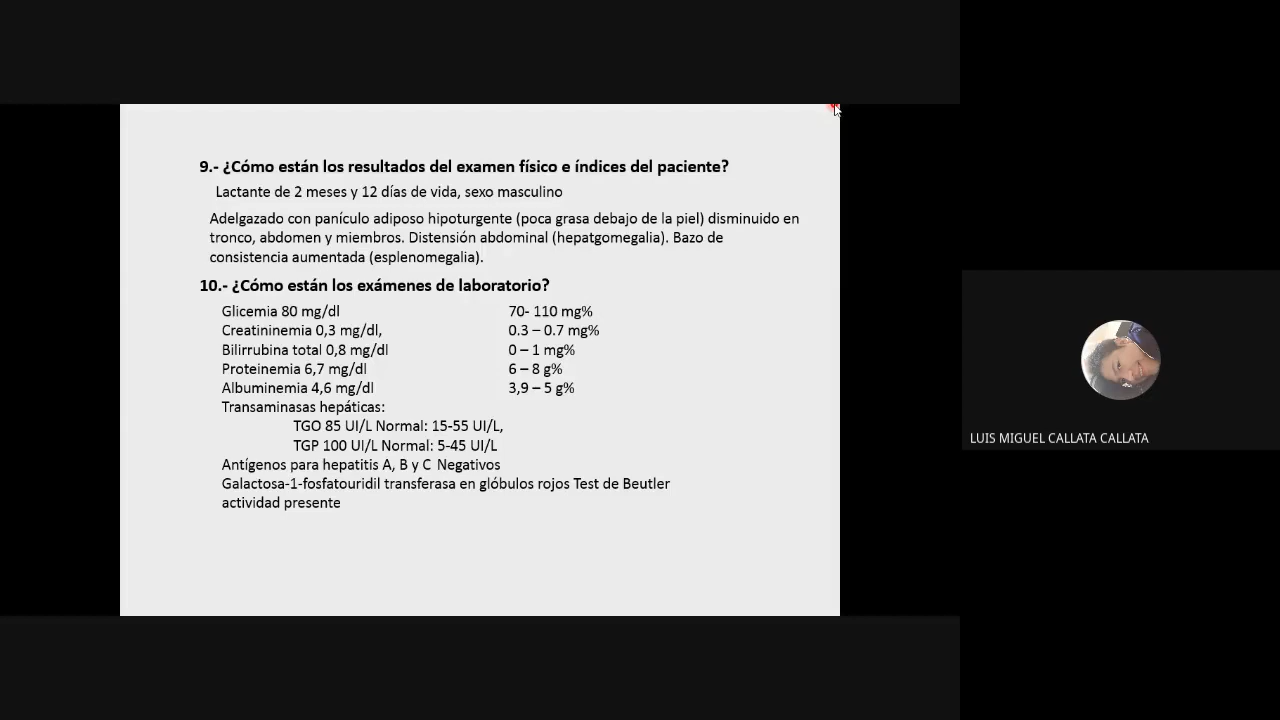 9.- ¿Cómo están los resultados del examen físico e índices del paciente?
Lactante de 2 meses y 12 días de vida, sexo masculino
Adelgazado con panículo adiposo hipoturgente (poca grasa debajo de la piel) disminuido en
tronco, abdomen y miembros. Distensión abdominal (hepatgomegalia). Bazo de
consistencia aumentada (esplenomegalia).
10.- ¿Cómo están los exámenes de laboratorio?
Glicemia 80 mg/dl 70- 110 mg%
Creatininemia 0,3 mg/dl, 0.3 – 0.7 mg%
Bilirrubina total 0,8 mg/dl 0 – 1 mg%
Proteinemia 6,7 mg/dl 6 – 8 g%
Albuminemia 4,6 mg/dl 3,9 – 5 g%
Transaminasas hepáticas:
TGO 85 UI/L Normal: 15-55 UI/L,
TGP 100 UI/L Normal: 5-45 UI/L
Antígenos para hepatitis A, B y C Negativos
Galactosa-1-fosfatouridil transferasa en glóbulos rojos Test de Beutler
actividad presente
LUIS MIGUEL CALLATA CALLATA